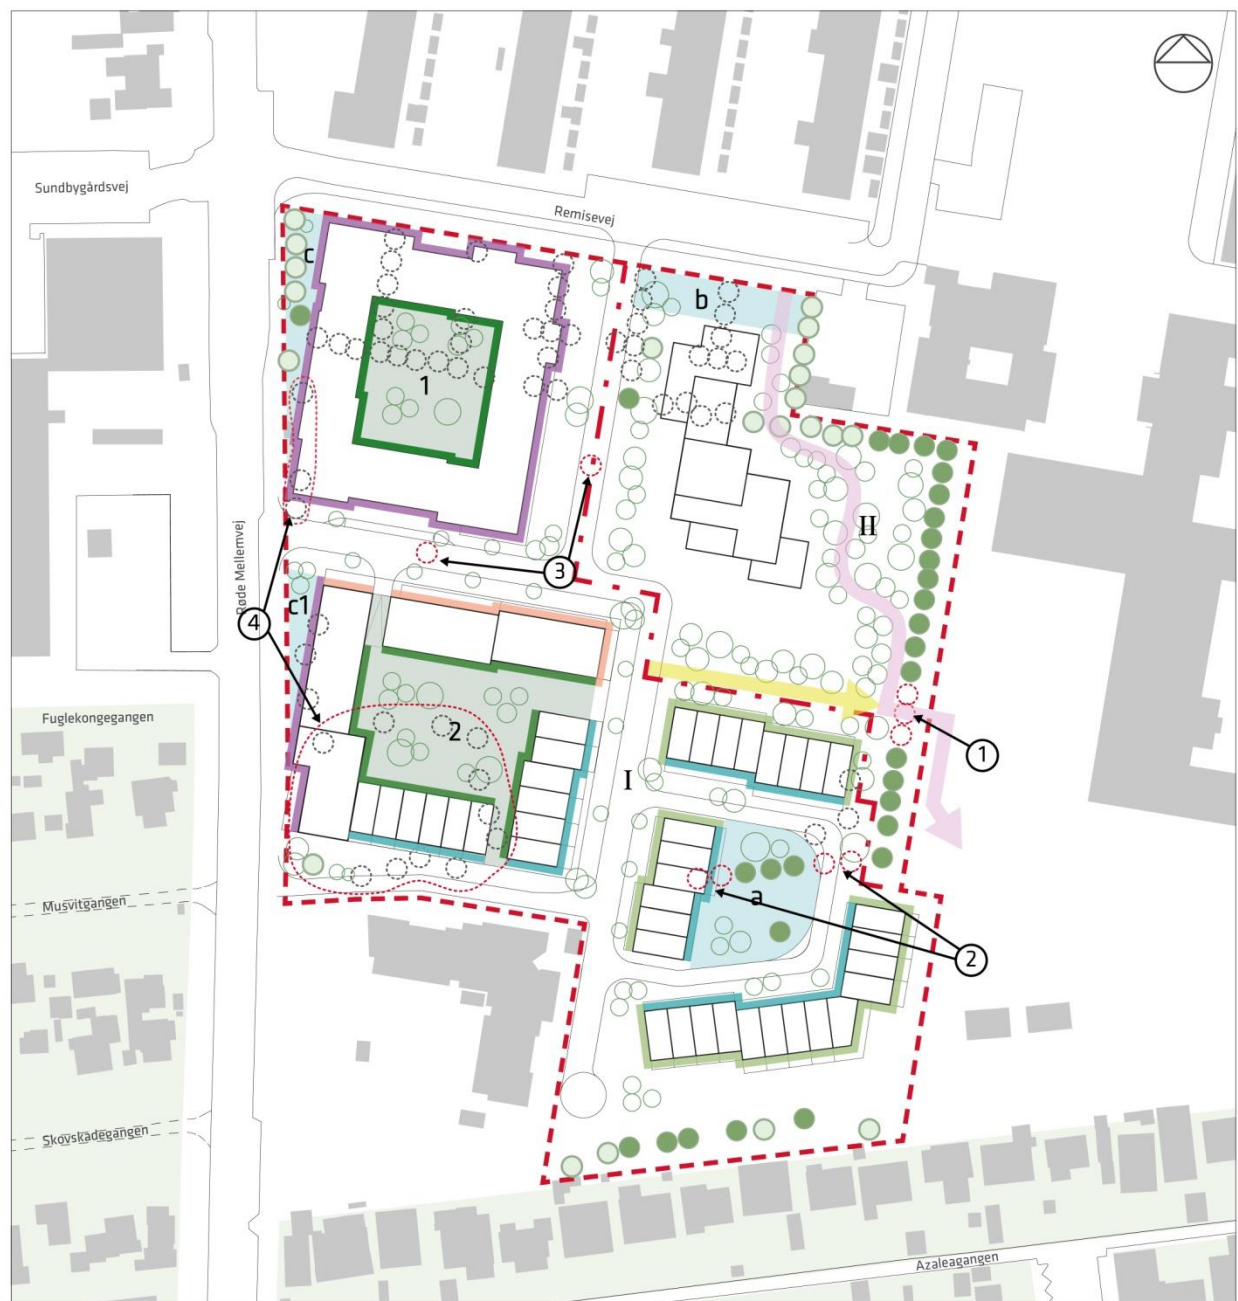 Sundbygårdsvej
Remisevej
c
b
1
3
II
Røde Mellemvej
c1
4
Fuglekongegangen
2
I
1
a
Musvitgangen
2
Skovskadegangen
Azaleagangen